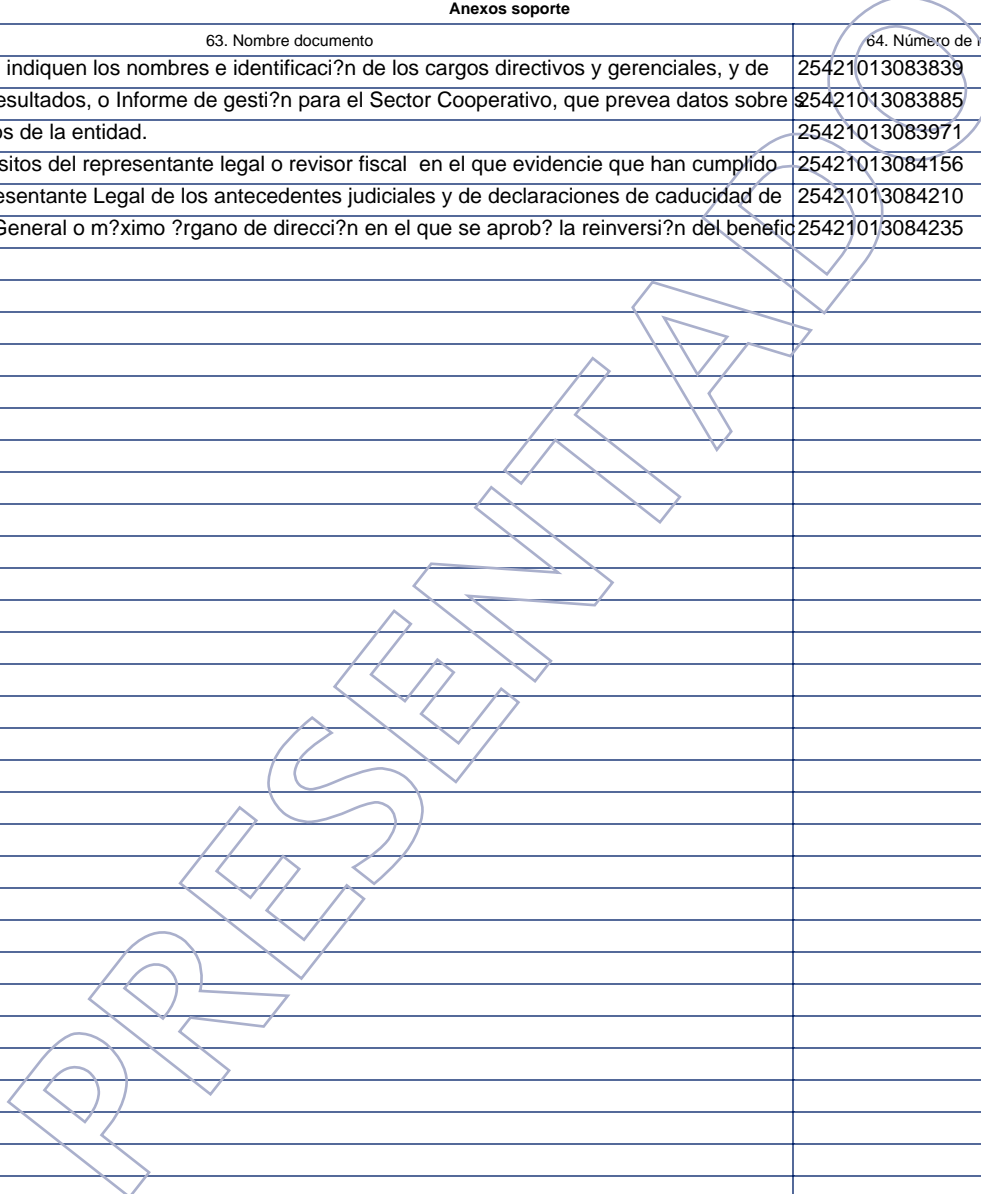 Anexos soporte
63. Nombre documento 64. Número de
indiquen los nombres e identificaci?n de los cargos directivos y gerenciales, y de 25421013083839
esultados, o Informe de gesti?n para el Sector Cooperativo, que prevea datos sobre s 25421013083885
os de la entidad. 25421013083971
sitos del representante legal o revisor fiscal en el que evidencie que han cumplido 25421013084156
esentante Legal de los antecedentes judiciales y de declaraciones de caducidad de 25421013084210
General o m?ximo ?rgano de direcci?n en el que se aprob? la reinversi?n del benefic 25421013084235
PRESENTADO